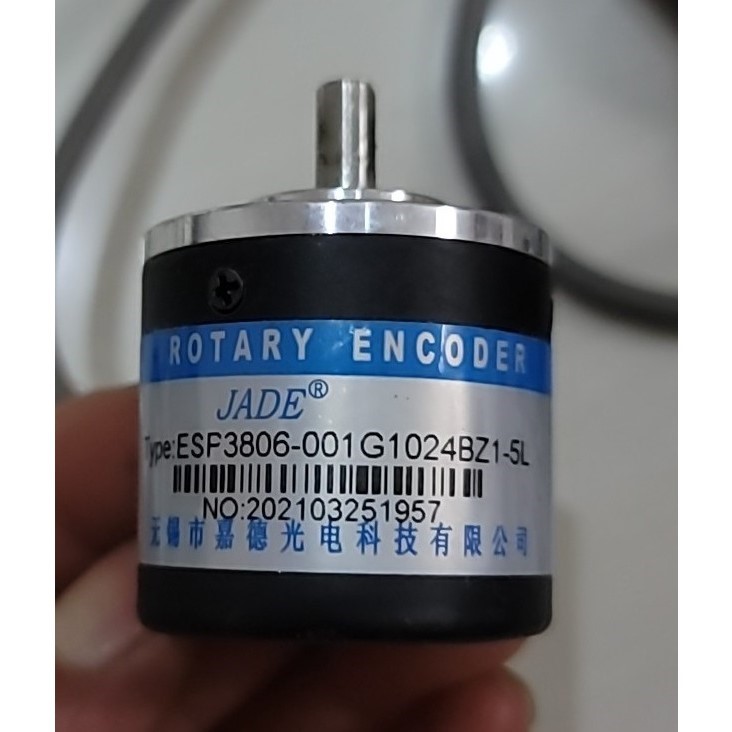 ROTARY ENCODER
JADE®
Type:ESP3806-001G1024BZ1-5L
NO:202103251957
无锡市嘉德光电科技有限公司